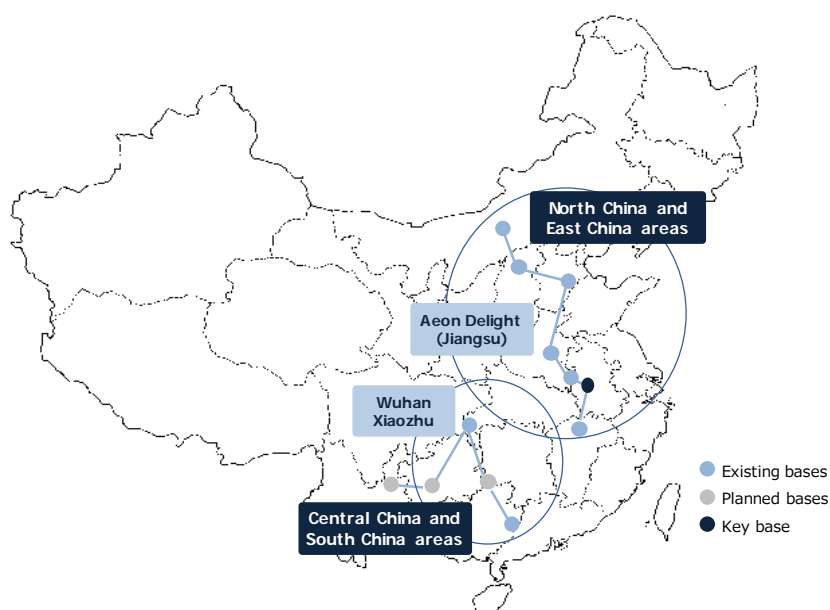 North China and
East China areas
Aeon Delight
(Jiangsu)
Wuhan
Xiaozhu
Central China and
South China areas
Existing bases
Planned bases
Key base